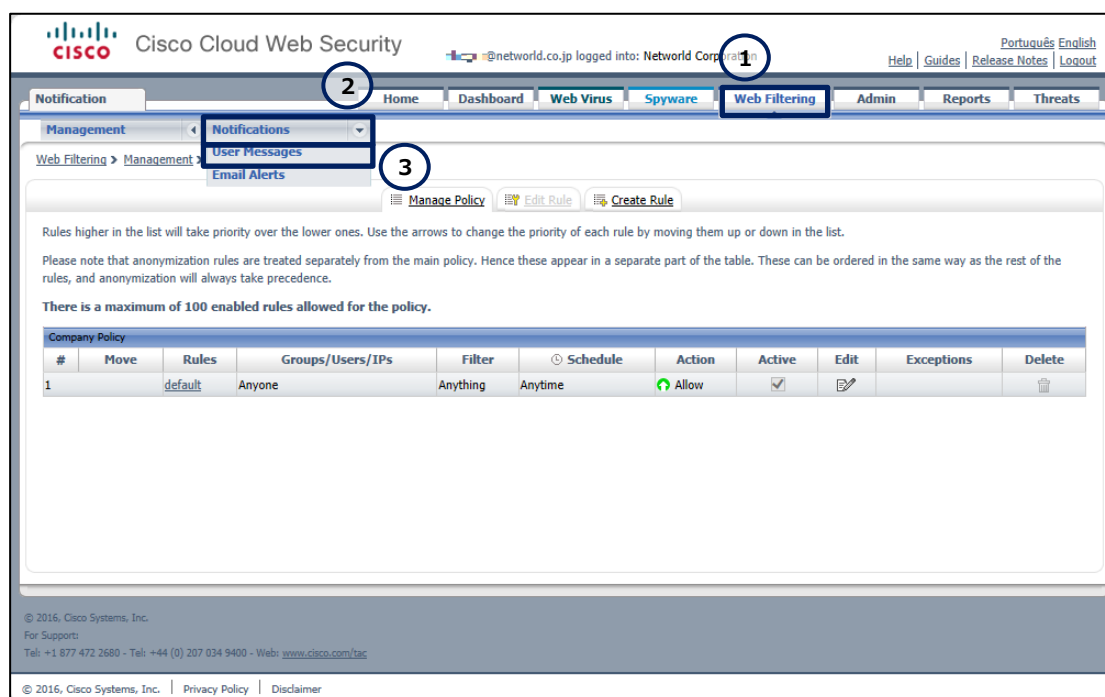 CISCO
Cisco Cloud Web Security
@networld.co.jp logged into: Networld Corporation
Português English
Help | Guides | Release Notes | Logout
1
2
Notification
Home
Dashboard
Web Virus
Spyware
Web Filtering
Admin
Reports
Threats
Management
Notifications
Web Filtering > Management >
User Messages
Email Alerts
3
Manage Policy
Edit Rule
Create Rule
Rules higher in the list will take priority over the lower ones. Use the arrows to change the priority of each rule by moving them up or down in the list.
Please note that anonymization rules are treated separately from the main policy. Hence these appear in a separate part of the table. These can be ordered in the same way as the rest of the
rules, and anonymization will always take precedence.
There is a maximum of 100 enabled rules allowed for the policy.
Company Policy
# Move Rules Groups/Users/IPs Filter Schedule Action Active Edit Exceptions Delete
1 default Anyone Anything Anytime Allow
© 2016, Cisco Systems, Inc.
For Support:
Tel: +1 877 472 2680 - Tel: +44 (0) 207 034 9400 - Web: www.cisco.com/tac
© 2016, Cisco Systems, Inc. | Privacy Policy | Disclaimer